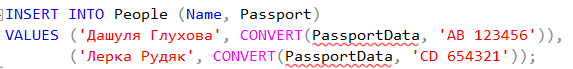 INSERT INTO People (Name, Passport)
VALUES ('Дашуля Глухова', CONVERT(PassportData, 'AB 123456')),
('Лерка Рудяк', CONVERT(PassportData, 'CD 654321'));